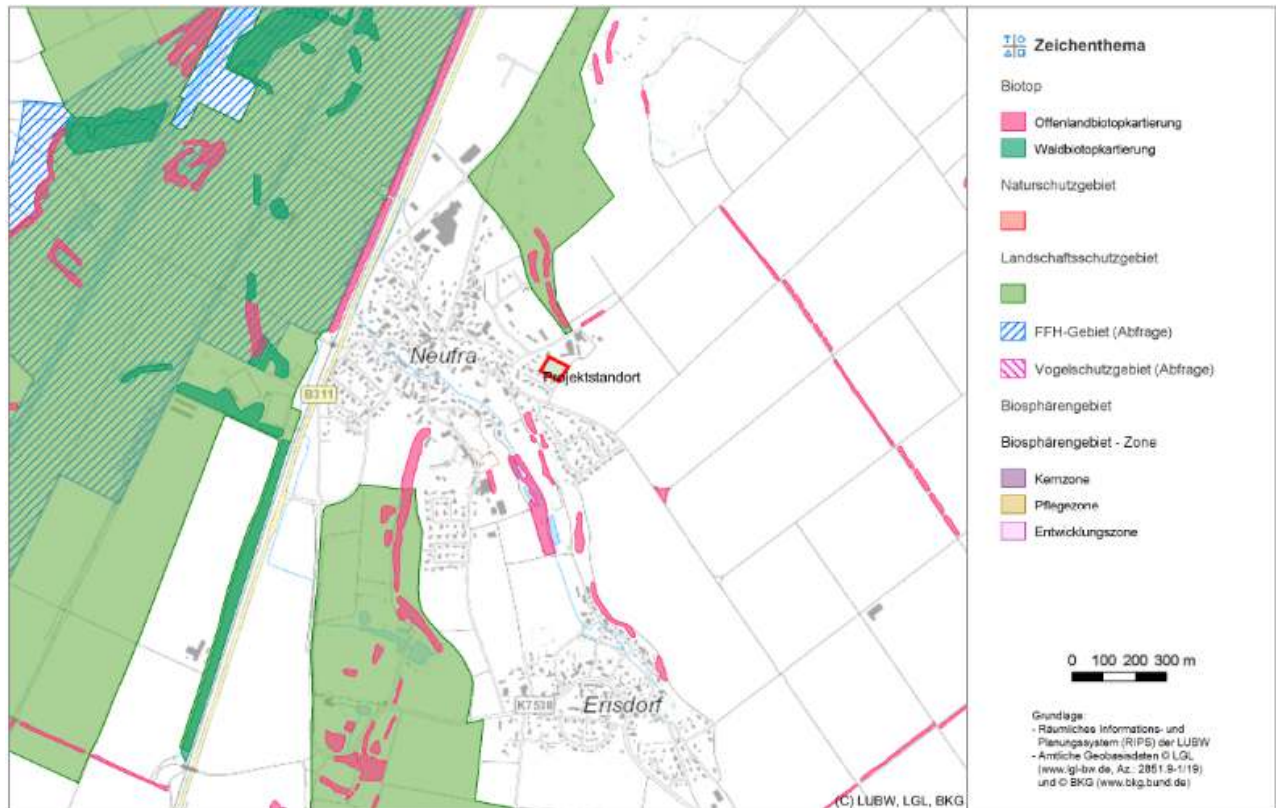 Neufra
Projektstandort
B311
K7538
Erisdorf
(C) LUBW, LGL, BKG
Zeichenthema
Biotop
Offenlandbiotopkartierung
Waldbiotopkartierung
Naturschutzgebiet
Landschaftsschutzgebiet
FFH-Gebiet (Abfrage)
Vogelschutzgebiet (Abfrage)
Biosphärengebiet
Biosphärengebiet - Zone
Kernzone
Pflegezone
Entwicklungszone
0 100 200 300 m
Grundlage:
- Räumliches Informations- und
Planungssystem (RIPS) der LUBW
- Amtliche Geobasisdaten © LGL
(www.lgl-bw.de, Az.: 2851.9-1/19)
und © BKG (www.bkg.bund.de)